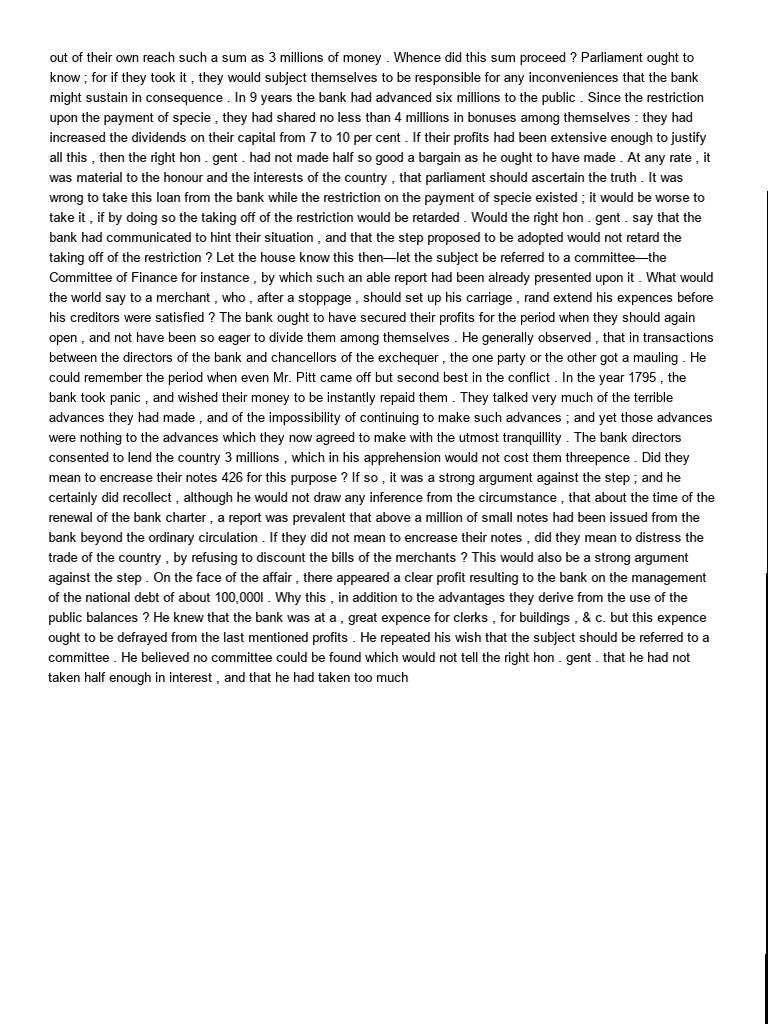 out of their own reach such a sum as 3 millions of money . Whence did this sum proceed ? Parliament ought to
know ; for if they took it , they would subject themselves to be responsible for any inconveniences that the bank
might sustain in consequence . In 9 years the bank had advanced six millions to the public . Since the restriction
upon the payment of specie , they had shared no less than 4 millions in bonuses among themselves : they had
increased the dividends on their capital from 7 to 10 per cent . If their profits had been extensive enough to justify
all this , then the right hon . gent . had not made half so good a bargain as he ought to have made . At any rate , it
was material to the honour and the interests of the country , that parliament should ascertain the truth . It was
wrong to take this loan from the bank while the restriction on the payment of specie existed ; it would be worse to
take it , if by doing so the taking off of the restriction would be retarded . Would the right hon . gent . say that the
bank had communicated to hint their situation , and that the step proposed to be adopted would not retard the
taking off of the restriction ? Let the house know this then—let the subject be referred to a committee—the
Committee of Finance for instance , by which such an able report had been already presented upon it . What would
the world say to a merchant , who , after a stoppage , should set up his carriage , rand extend his expences before
his creditors were satisfied ? The bank ought to have secured their profits for the period when they should again
open , and not have been so eager to divide them among themselves . He generally observed , that in transactions
between the directors of the bank and chancellors of the exchequer , the one party or the other got a mauling . He
could remember the period when even Mr. Pitt came off but second best in the conflict . In the year 1795 , the
bank took panic , and wished their money to be instantly repaid them . They talked very much of the terrible
advances they had made , and of the impossibility of continuing to make such advances ; and yet those advances
were nothing to the advances which they now agreed to make with the utmost tranquillity . The bank directors
consented to lend the country 3 millions , which in his apprehension would not cost them threepence . Did they
mean to encrease their notes 426 for this purpose ? If so , it was a strong argument against the step ; and he
certainly did recollect , although he would not draw any inference from the circumstance , that about the time of the
renewal of the bank charter , a report was prevalent that above a million of small notes had been issued from the
bank beyond the ordinary circulation . If they did not mean to encrease their notes , did they mean to distress the
trade of the country , by refusing to discount the bills of the merchants ? This would also be a strong argument
against the step . On the face of the affair , there appeared a clear profit resulting to the bank on the management
of the national debt of about 100,000l . Why this , in addition to the advantages they derive from the use of the
public balances ? He knew that the bank was at a , great expence for clerks , for buildings , & c. but this expence
ought to be defrayed from the last mentioned profits . He repeated his wish that the subject should be referred to a
committee . He believed no committee could be found which would not tell the right hon . gent . that he had not
taken half enough in interest , and that he had taken too much